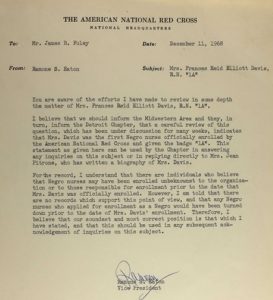 THE AMERICAN NATIONAL RED CROSS
NATIONAL HEADQUARTERS
To: Mr. James B. Foley Date: December 11, 1968
From: Ramone S. Eaton Subject: Mrs. Frances Reid Elliott Davis,
R.N. "1A"
You are aware of the efforts I have made to review in some depth
the matter of Mrs. Frances Reid Elliott Davis, R.N. "1A".
I believe that we should inform the Midwestern Area and they, in
turn, inform the Detroit Chapter, that a careful review of this
question, which has been under discussion for many weeks, indicates
that Mrs. Davis was the first Negro nurse officially enrolled by
the American National Red Cross and given the badge "1A". This
statement as given here can be used by the Chapter in answering
any inquiries on this subject or in replying directly to Mrs. Jean
Pitrone, who has written a biography of Mrs. Davis.
For the record, I understand that there are individuals who believe
that Negro nurses may have been enrolled unbeknownst to the organiza-
tion or to those responsible for enrollment prior to the date that
Mrs. Davis was officially enrolled. However, I am told that there
are no records which support this point of view, and that any Negro
nurses who applied for enrollment as a Negro would have been turned
down prior to the date of Mrs. Davis' enrollment. Therefore, I
believe that our soundest and most correct position is that which I
have stated, and that this should be used in any subsequent ack-
nowledgement of inquiries on this subject.
Ramone S. Eaton
Vice President